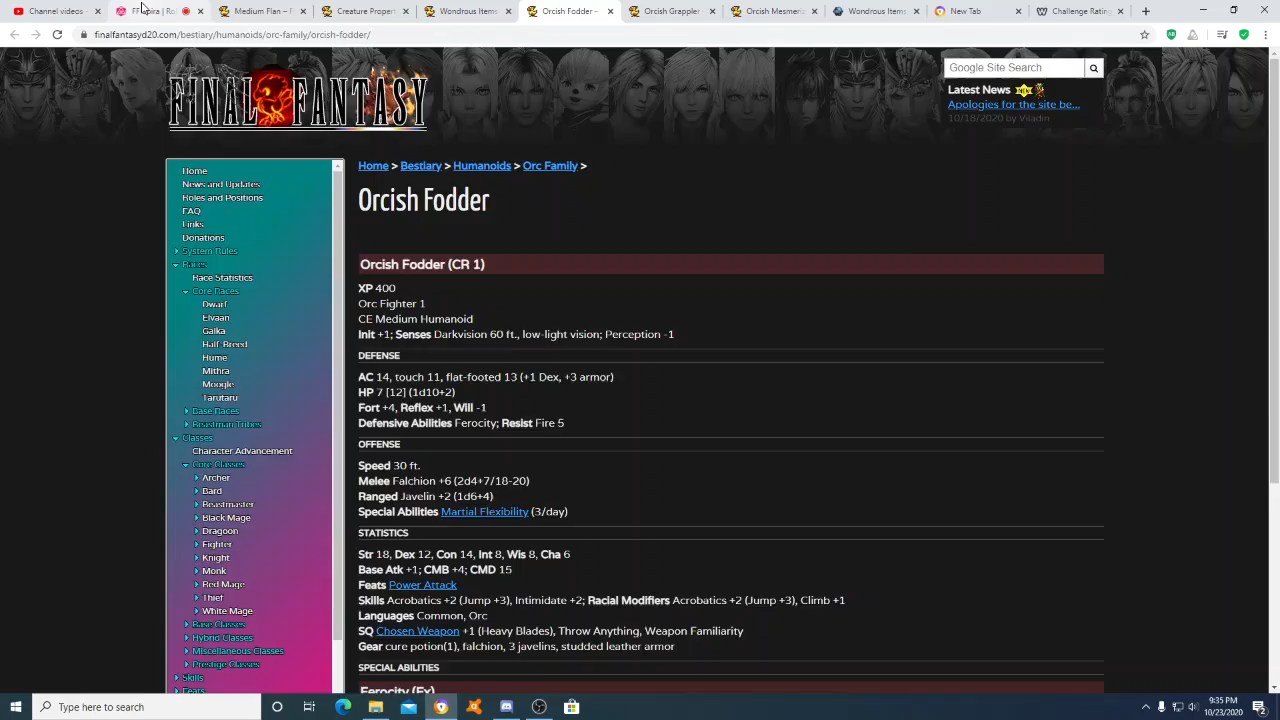 Channel videos -
FFespira | Rol
Medium Plan – F
Creature Propert
Wondrous Items
Orcish Fodder –
Orcish Grappler
Orcish Mesmeric
Wondrous Items
New Tab
Challenge Rating
finalfantasyd20.com/bestiary/humanoids/orc-family/orcish-fodder/
FINAL FANTASY
Google Site Search
Latest News
Apologies for the site be...
10/18/2020 by Viladin
Home
News and Updates
Roles and Positions
FAQ
Links
Donations
System Rules
Races
Race Statistics
Core Races
Dwarf
Elvaan
Galka
Half-Breed
Hume
Mithra
Moogle
Tarutaru
Base Races
Beastman Tribes
Classes
Character Advancement
Core Classes
Archer
Bard
Beastmaster
Black Mage
Dragoon
Fighter
Knight
Monk
Red Mage
Thief
White Mage
Base Classes
Hybrid Classes
Miscellaneous Classes
Prestige Classes
Skills
Feats
Home > Bestiary > Humanoids > Orc Family >
Orcish Fodder
Orcish Fodder (CR 1)
XP 400
Orc Fighter 1
CE Medium Humanoid
Init +1; Senses Darkvision 60 ft., low-light vision; Perception -1
DEFENSE
AC 14, touch 11, flat-footed 13 (+1 Dex, +3 armor)
HP 7 [12] (1d10+2)
Fort +4, Reflex +1, Will -1
Defensive Abilities Ferocity; Resist Fire 5
OFFENSE
Speed 30 ft.
Melee Falchion +6 (2d4+7/18-20)
Ranged Javelin +2 (1d6+4)
Special Abilities Martial Flexibility (3/day)
STATISTICS
Str 18, Dex 12, Con 14, Int 8, Wis 8, Cha 6
Base Atk +1; CMB +4; CMD 15
Feats Power Attack
Skills Acrobatics +2 (Jump +3), Intimidate +2; Racial Modifiers Acrobatics +2 (Jump +3), Climb +1
Languages Common, Orc
SQ Chosen Weapon +1 (Heavy Blades), Throw Anything, Weapon Familiarity
Gear cure potion(1), falchion, 3 javelins, studded leather armor
SPECIAL ABILITIES
Ferocity (Ex)
Type here to search
9:35 PM
10/23/2020
2